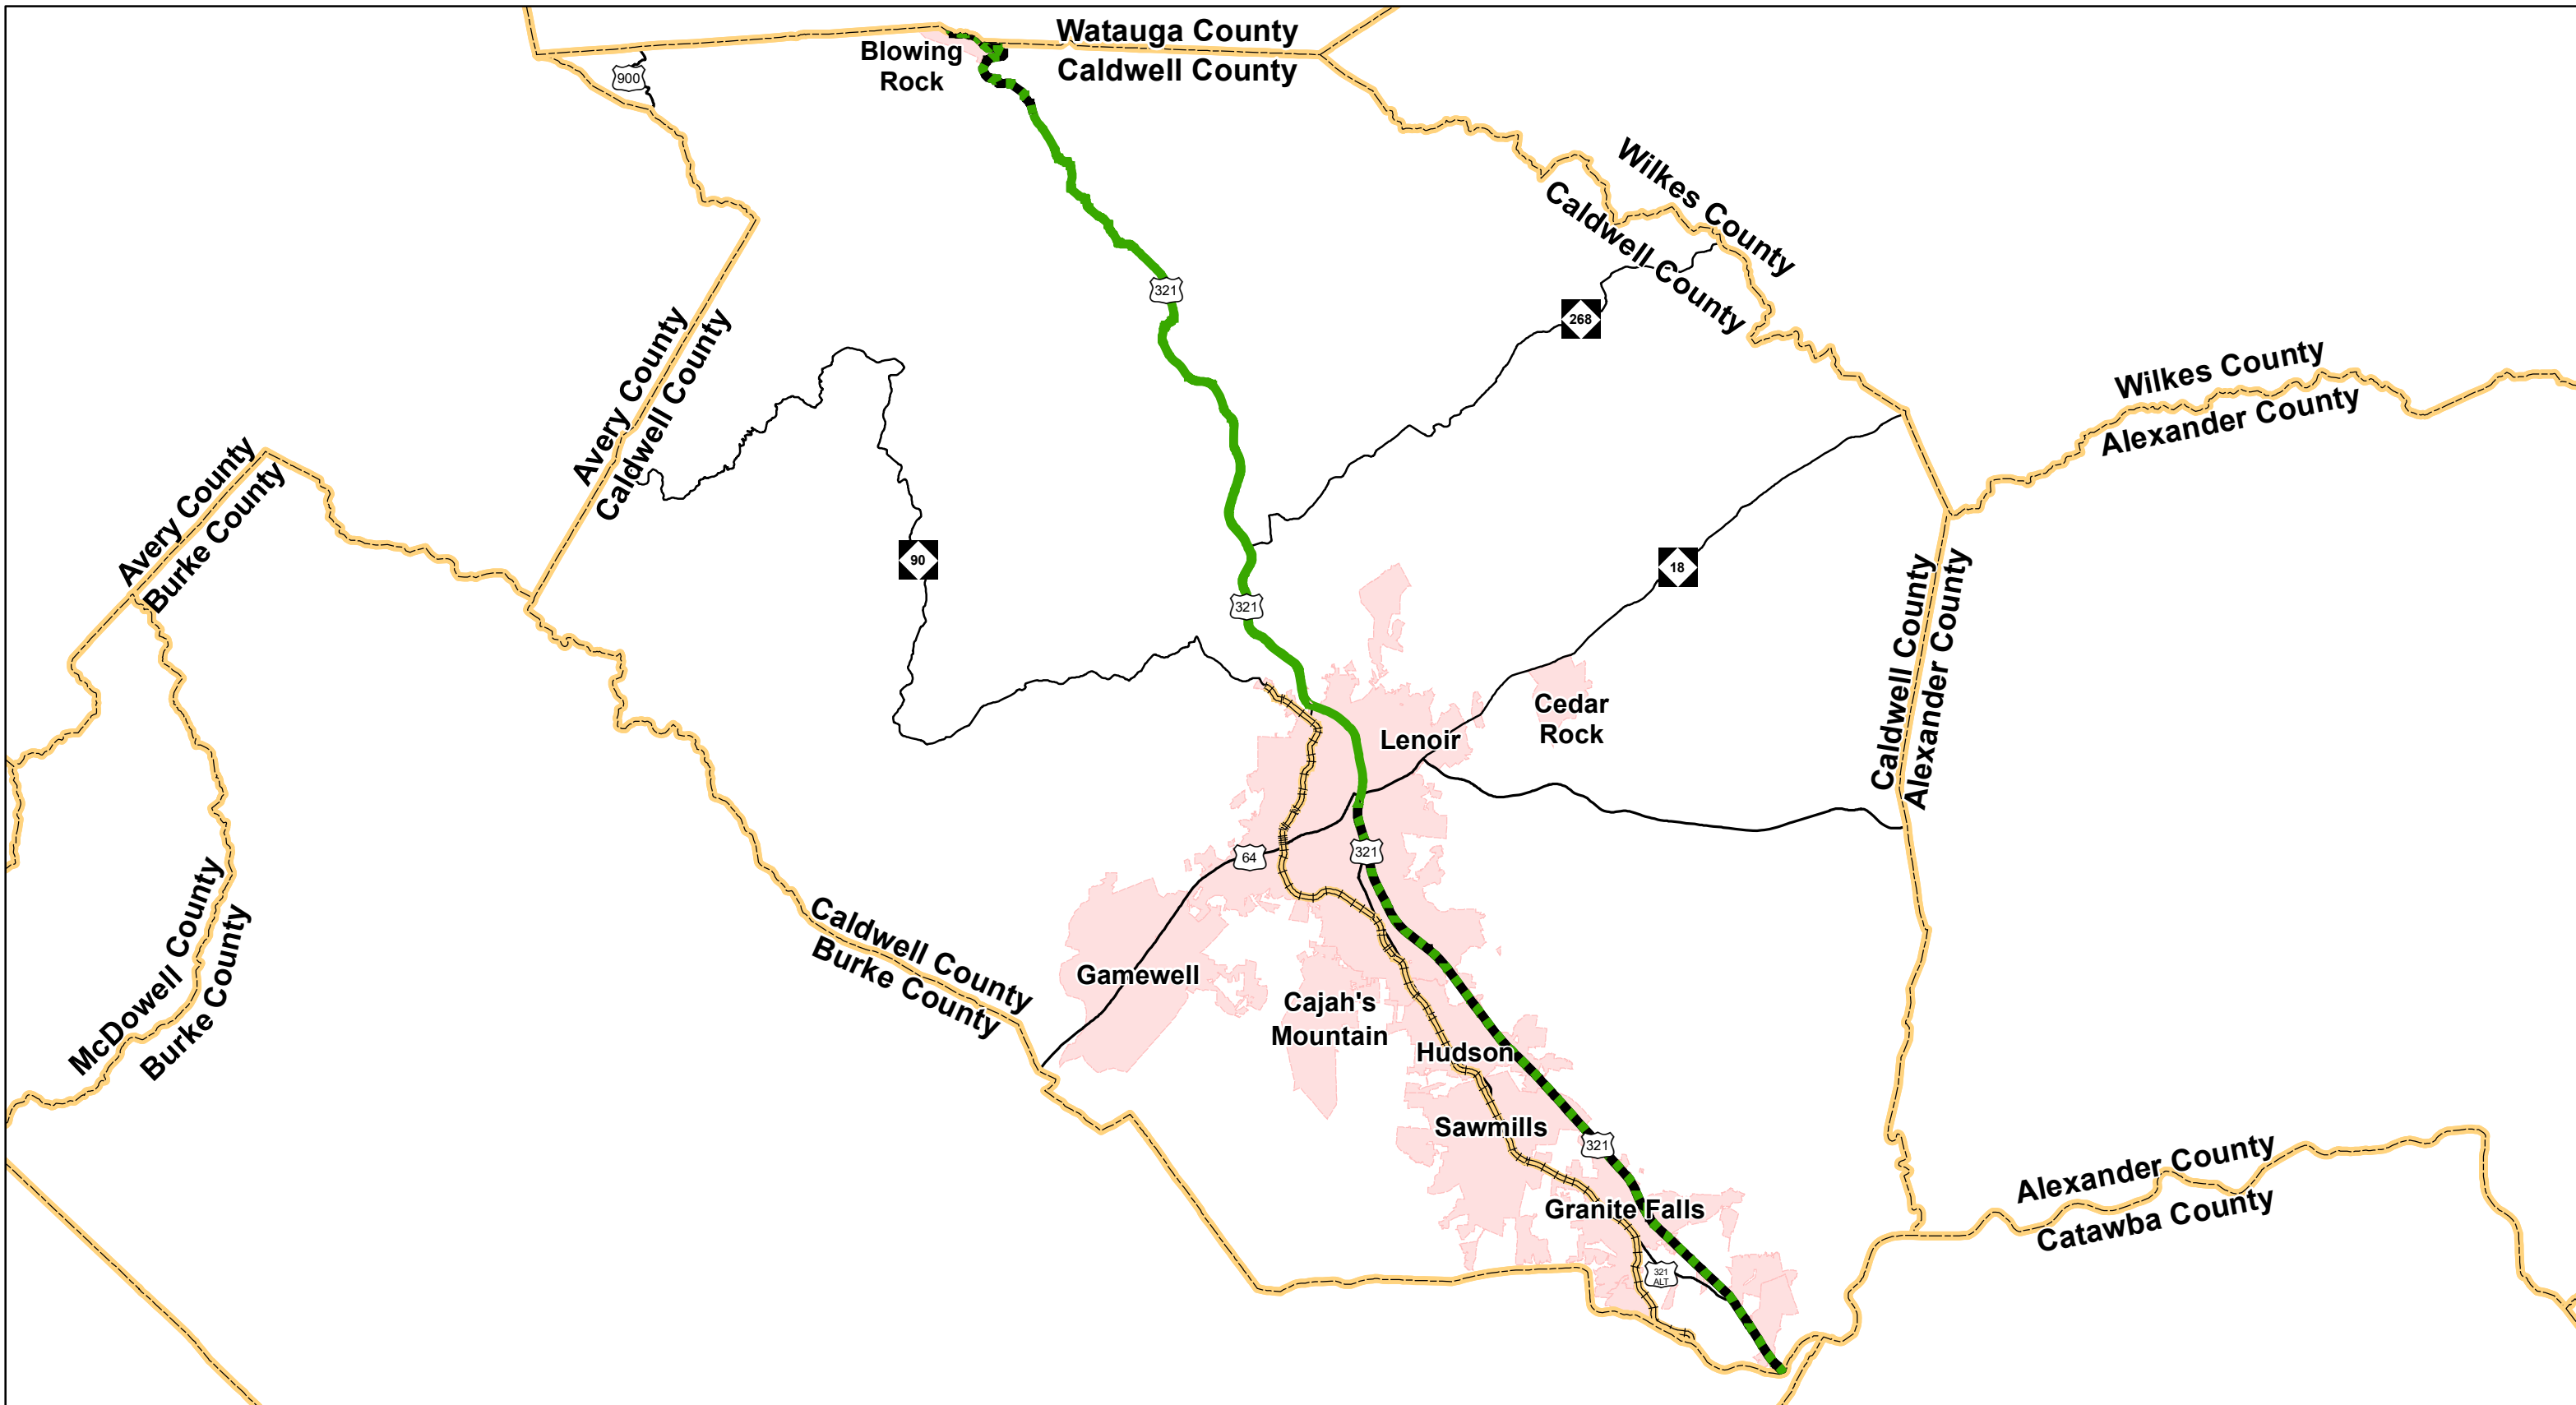 Watauga County
Caldwell County
Blowing
Rock
900
Wilkes County
Caldwell County
321
268
Avery County
Caldwell County
Wilkes County
Alexander County
Avery County
Burke County
90
18
321
Caldwell County
Alexander County
Cedar
Rock
Lenoir
321
64
McDowell County
Burke County
Caldwell County
Burke County
Gamewell
Cajah's
Mountain
Hudson
Sawmills
321
Granite Falls
Alexander County
Catawba County
321
ALT